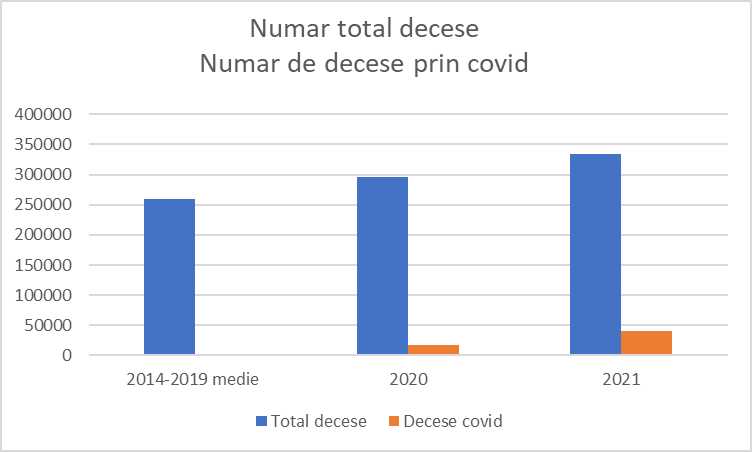 Numar total decese
Numar de decese prin covid
400000
350000
300000
250000
200000
150000
100000
50000
0
2014-2019 medie
2020
2021
Total decese
Decese covid